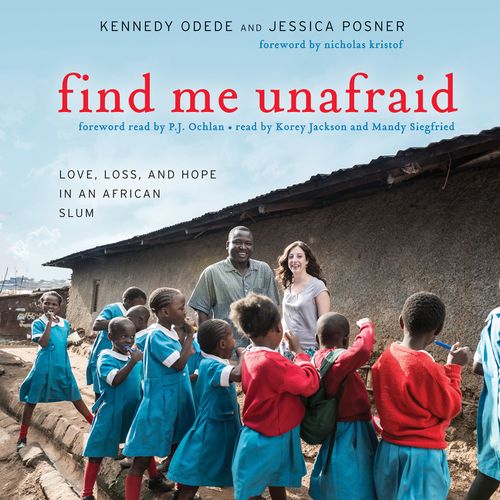 KENNEDY ODEDE AND JESSICA POSNER
foreword by nicholas kristof
find me unafraid
foreword read by P.J. Ochlan • read by Korey Jackson and Mandy Siegfried
LOVE, LOSS, AND HOPE
IN AN AFRICAN
SLUM